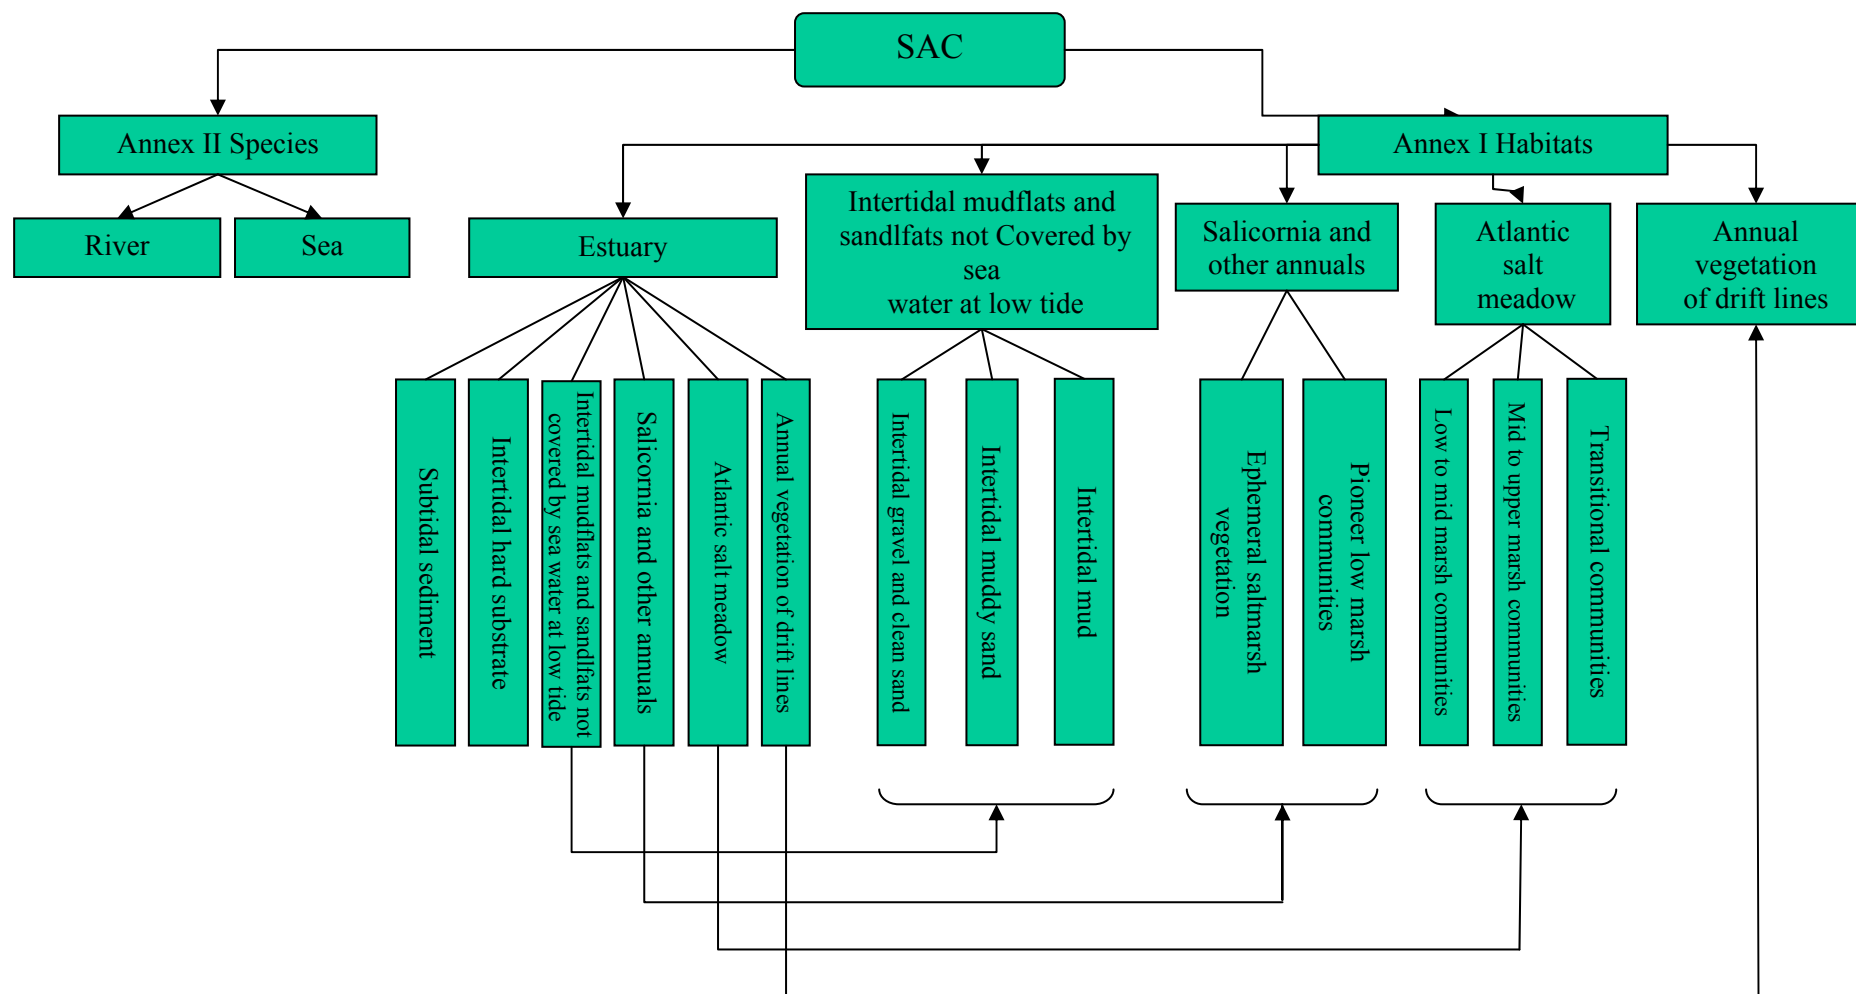 SAC
Annex II Species
Annex I Habitats
River
Sea
Estuary
Intertidal mudflats and
sandlfats not Covered by
sea
water at low tide
Salicornia and
other annuals
Atlantic
salt
meadow
Annual
vegetation
of drift lines
Subtidal sediment
Intertidal hard substrate
Intertidal mudflats and sandlfats not
covered by sea water at low tide
Salicornia and other annuals
Atlantic salt meadow
Annual vegetation of drift lines
Intertidal gravel and clean sand
Intertidal muddy sand
Intertidal mud
Ephemeral saltmarsh
vegetation
Pioneer low marsh
communities
Low to mid marsh communities
Mid to upper marsh communities
Transitional communities